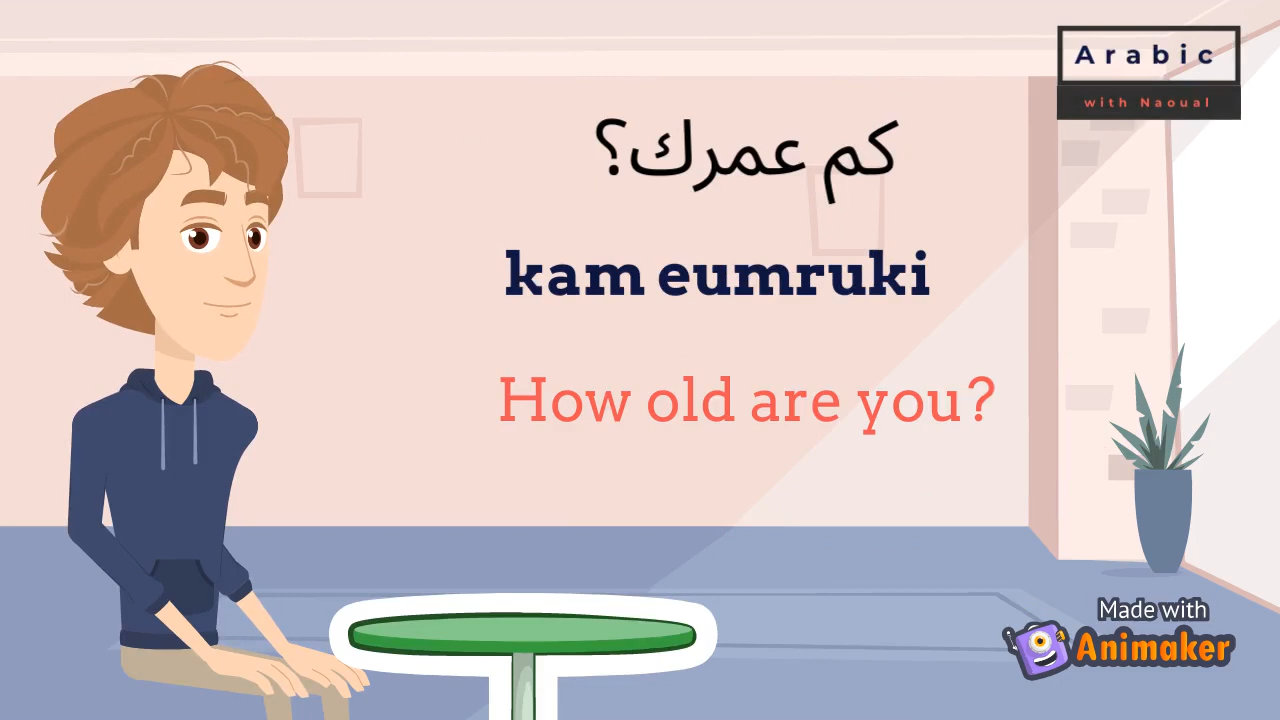 Arabic
with Naoual
كم عمرك؟
kam eumruki
How old are you?
Made with
Animaker